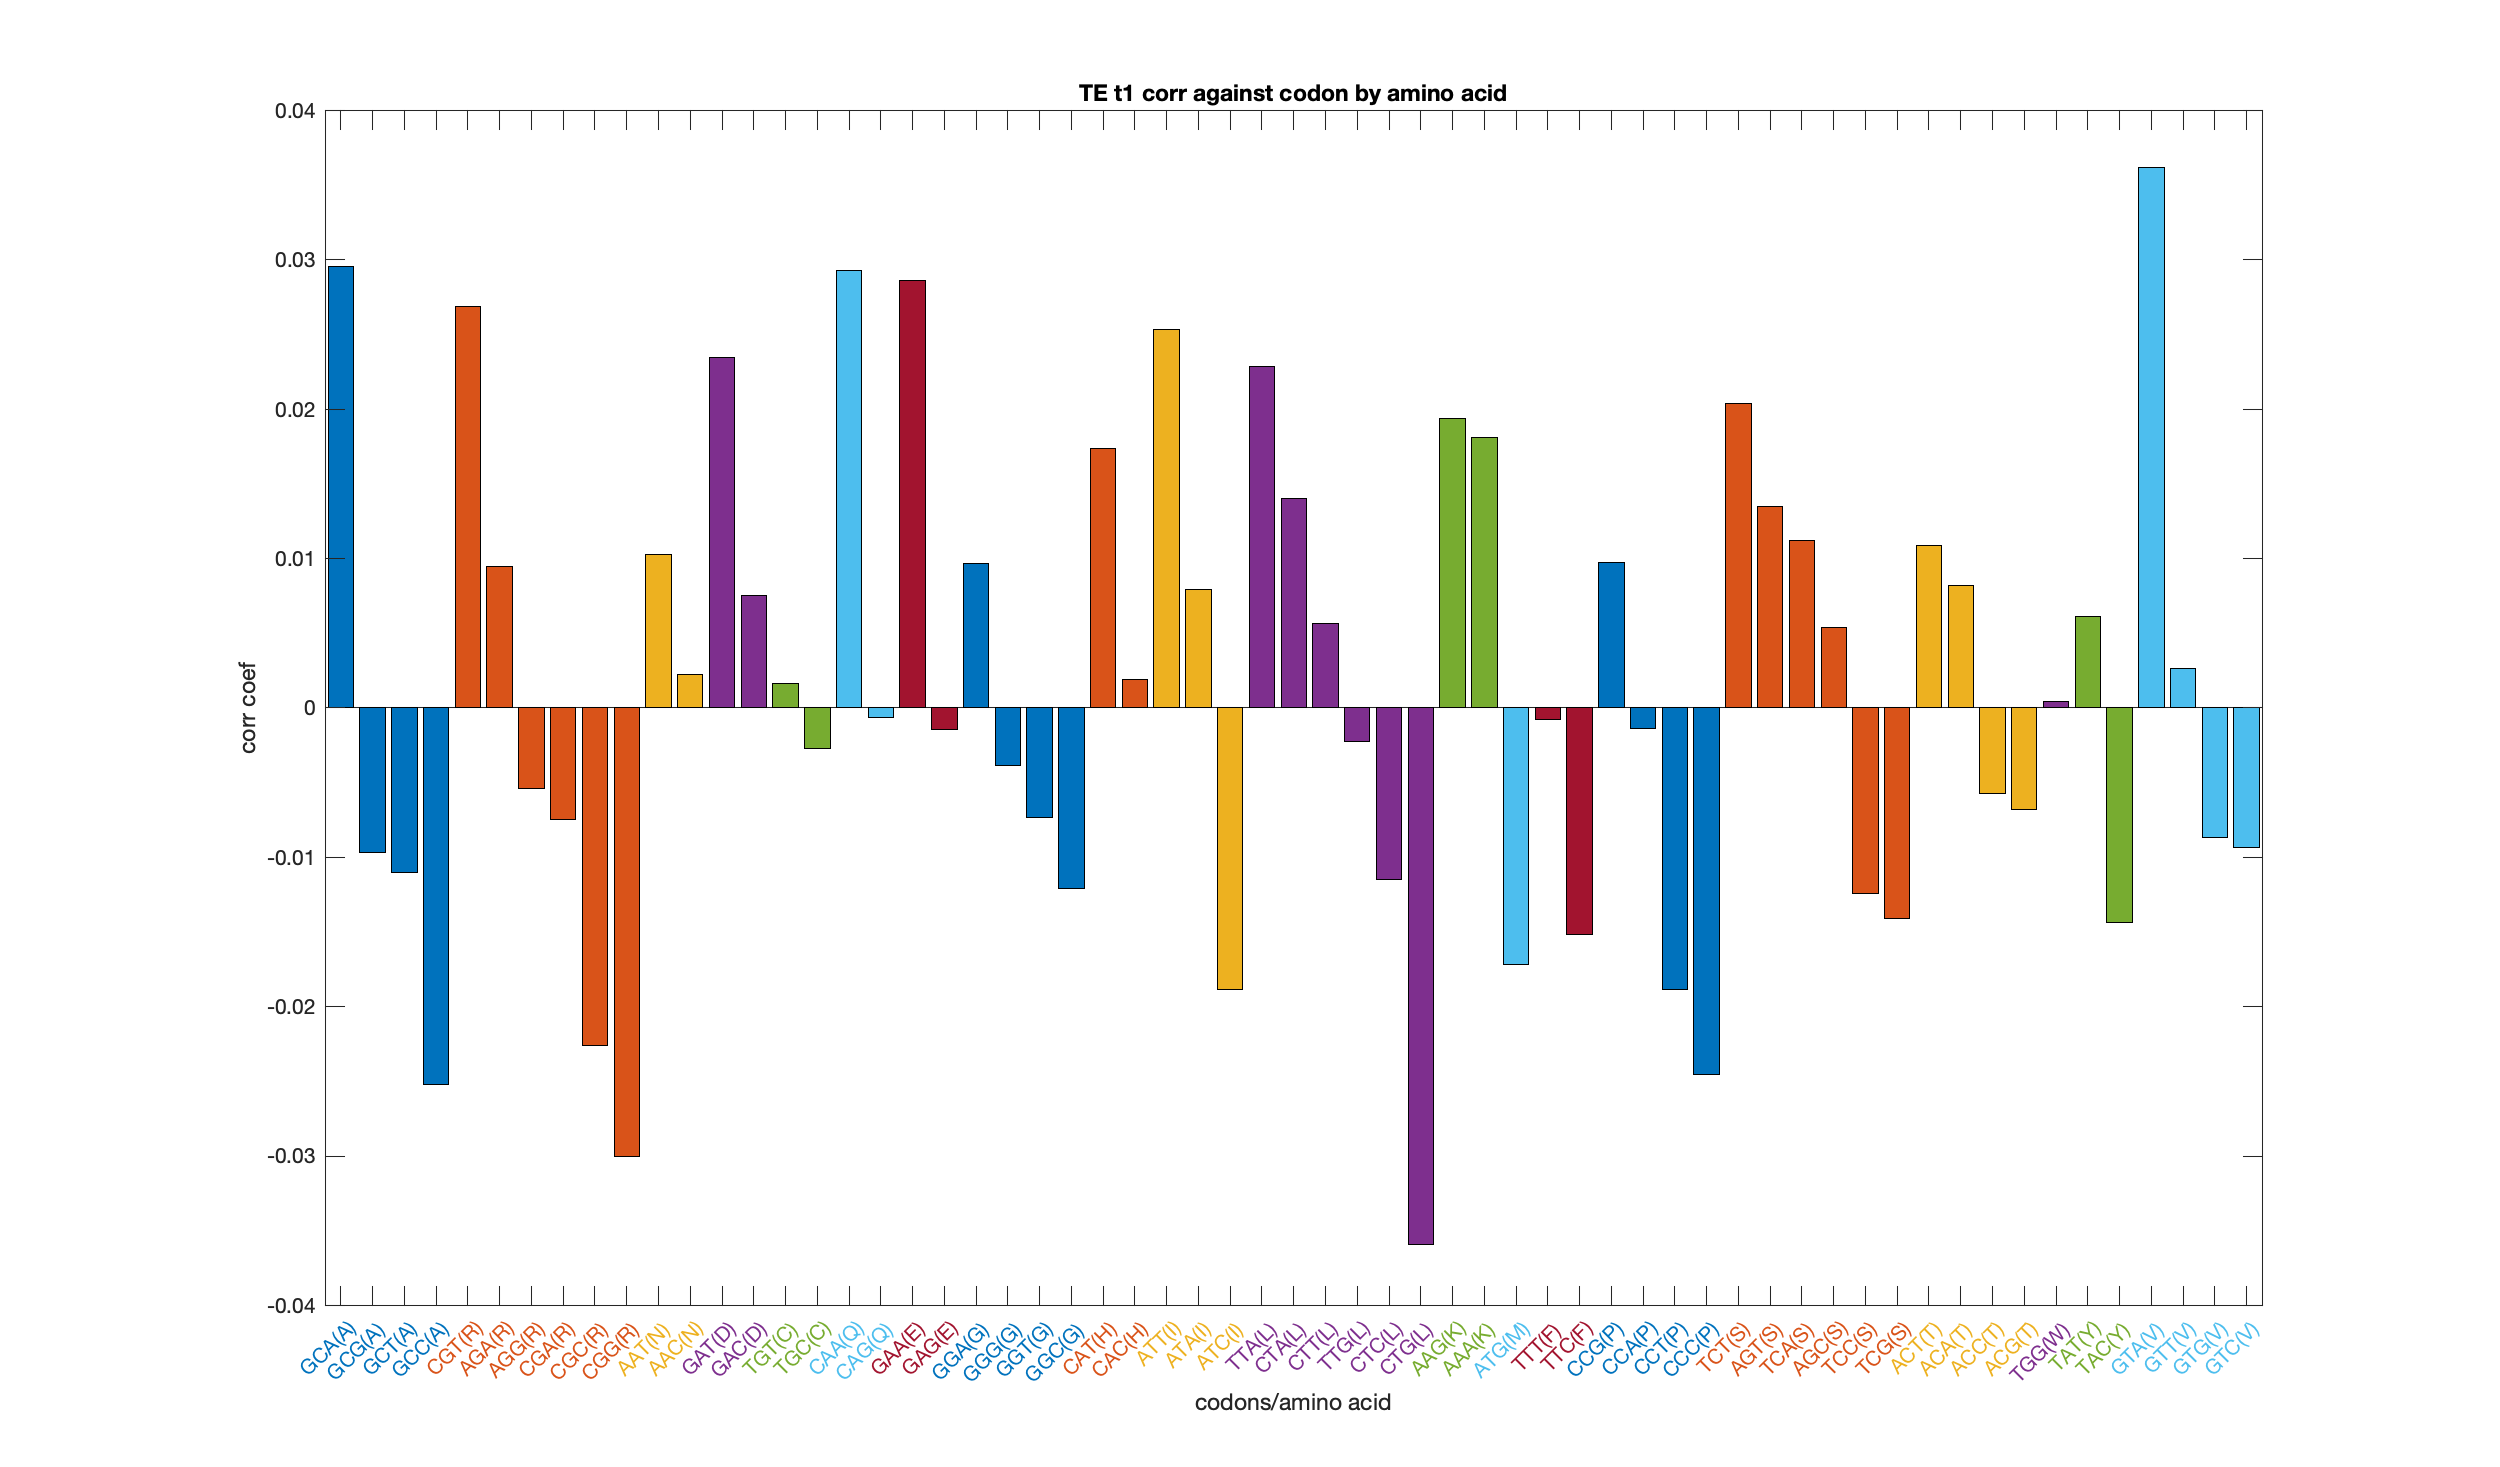 TE t1 corr against codon by amino acid
0.04
0.03
0.02
0.01
0
-0.01
-0.02
-0.03
-0.04
corr coef
GCA(A)
GCG(A)
GCT(A)
GCC(A)
CGT(R)
AGA(R)
AGG(R)
CGA(R)
CGC(R)
CGG(R)
AAT(N)
AAC(N)
GAT(D)
GAC(D)
TGT(C)
TGC(C)
CAA(Q)
CAG(Q)
GAA(E)
GAG(E)
GGA(G)
GGG(G)
GGT(G)
GGC(G)
CAT(H)
CAC(H)
ATT(I)
ATA(I)
ATC(I)
TTA(L)
CTA(L)
CTT(L)
TTG(L)
CTC(L)
CTG(L)
AAG(K)
AAA(K)
ATG(M)
TTT(F)
TTC(F)
CCG(P)
CCA(P)
CCT(P)
CCC(P)
TCT(S)
AGT(S)
TCA(S)
AGC(S)
TCC(S)
TCG(S)
ACT(T)
ACA(T)
ACC(T)
ACG(T)
TGG(W)
TAT(Y)
TAC(Y)
GTA(V)
GTT(V)
GTG(V)
GTC(V)
codons/amino acid